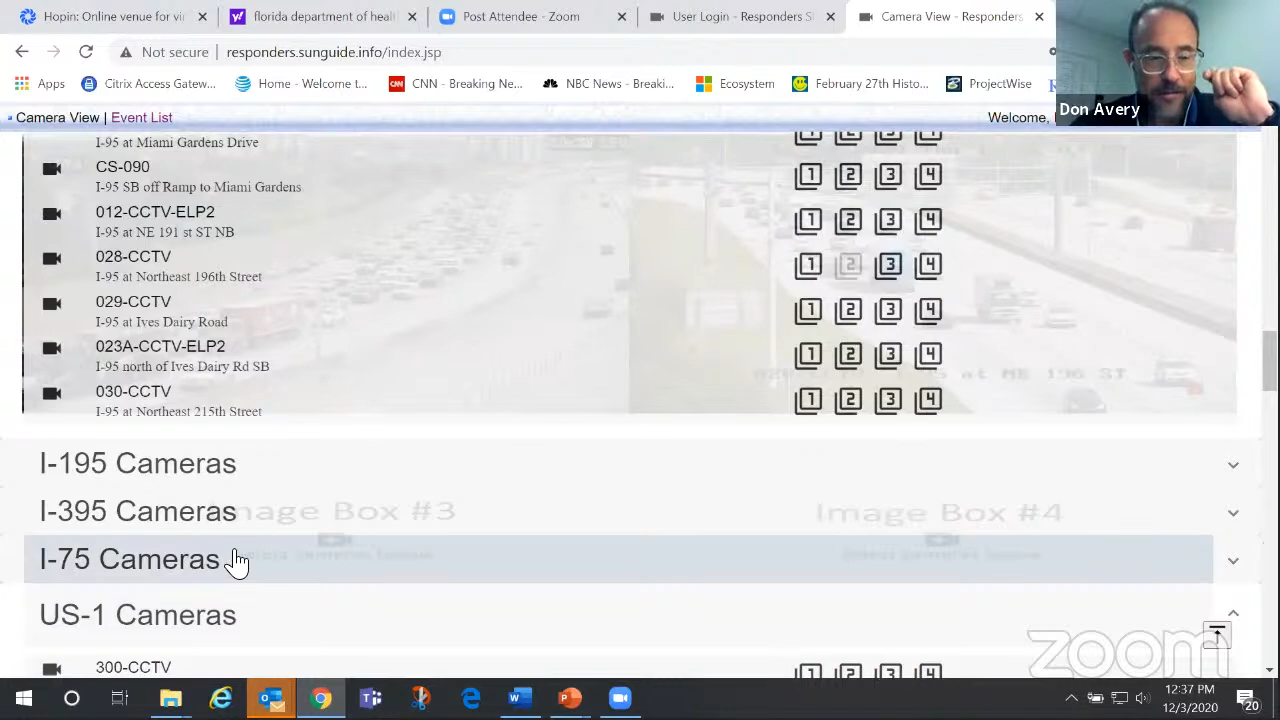 Hopin: Online venue for vir
florida department of healt
Post Attendee - Zoom
User Login - Responders S
Camera View - Responders
Not secure
responders.sunguide.info/index.jsp
Apps
Citrix Access Gatew...
Home - Welcome t...
CNN - Breaking Ne...
NBC News - Breaki...
Ecosystem
February 27th Histo...
ProjectWise
Don Avery
Camera View | Event List
Welcome,
I-95 at Miami Gardens Drive
CS-090
1 2 3 4
I-95 SB off Ramp to Miami Gardens
012-CCTV-ELP2
1 2 3 4
I-95 at NE 191 st ST NB
028-CCTV
1 2 3 4
I-95 at Northeast 196th Street
029-CCTV
1 2 3 4
I-95 at Ives Dairy Road
023A-CCTV-ELP2
1 2 3 4
I-95 north of Ives Dairy Rd SB
030-CCTV
1 2 3 4
I-95 at Northeast 215th Street
I-195 Cameras
I-395 Cameras
Image Box #3
Image Box #4
I-75 Cameras
US-1 Cameras
300-CCTV
1 2 3 4
zoom
12:37 PM
12/3/2020
20